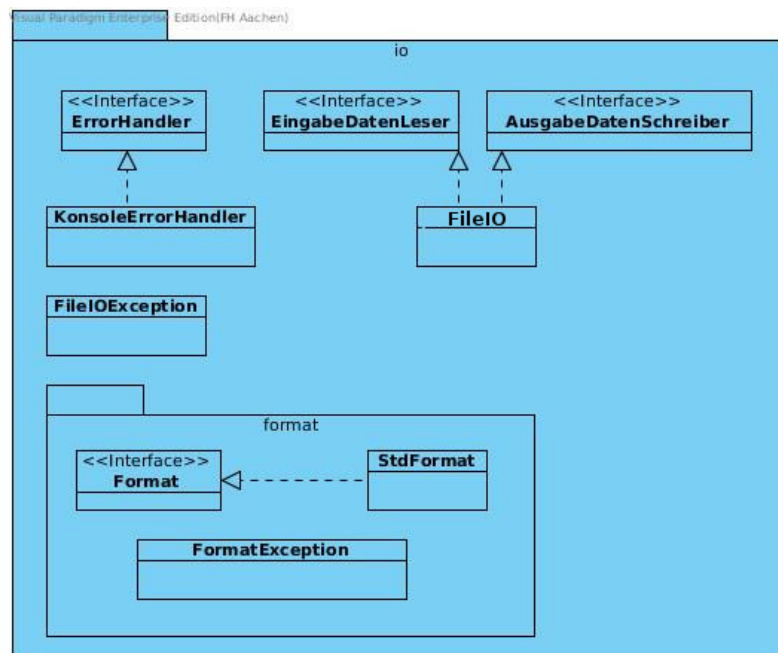 Visual Paradigm Enterprise Edition(FH Aachen)
io
<<Interface>>
ErrorHandler
<<Interface>>
EingabeDatenLeser
<<Interface>>
AusgabeDatenSchreiber
KonsoleErrorHandler
FileIO
FileIOException
format
<<Interface>>
Format
StdFormat
FormatException